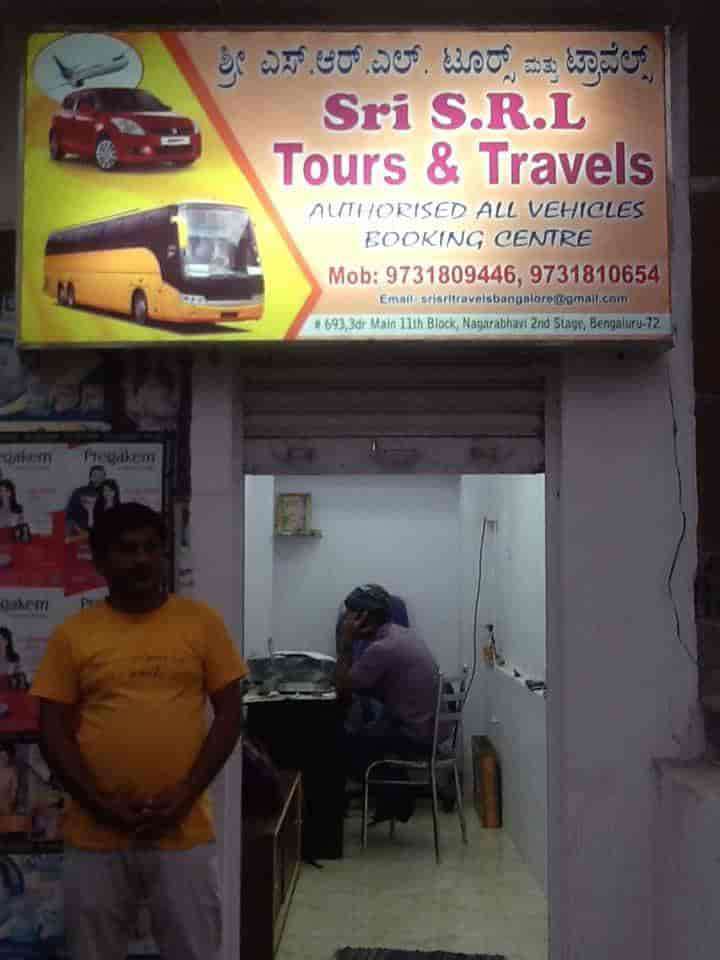 ಶ್ರೀ ಎಸ್.ಆರ್.ಎಲ್. ಟೂರ್ಸ್ ಮತ್ತು ಟ್ರಾವೆಲ್ಸ್
Sri S.R.L
Tours & Travels
AUTHORISED ALL VEHICLES
BOOKING CENTRE
Mob: 9731809446, 9731810654
Email- srisrltravelsbangalore@gmail.com
# 693,3dr Main 11th Block, Nagarabhavi 2nd Stage, Bengaluru-72
egakem
Pregakem